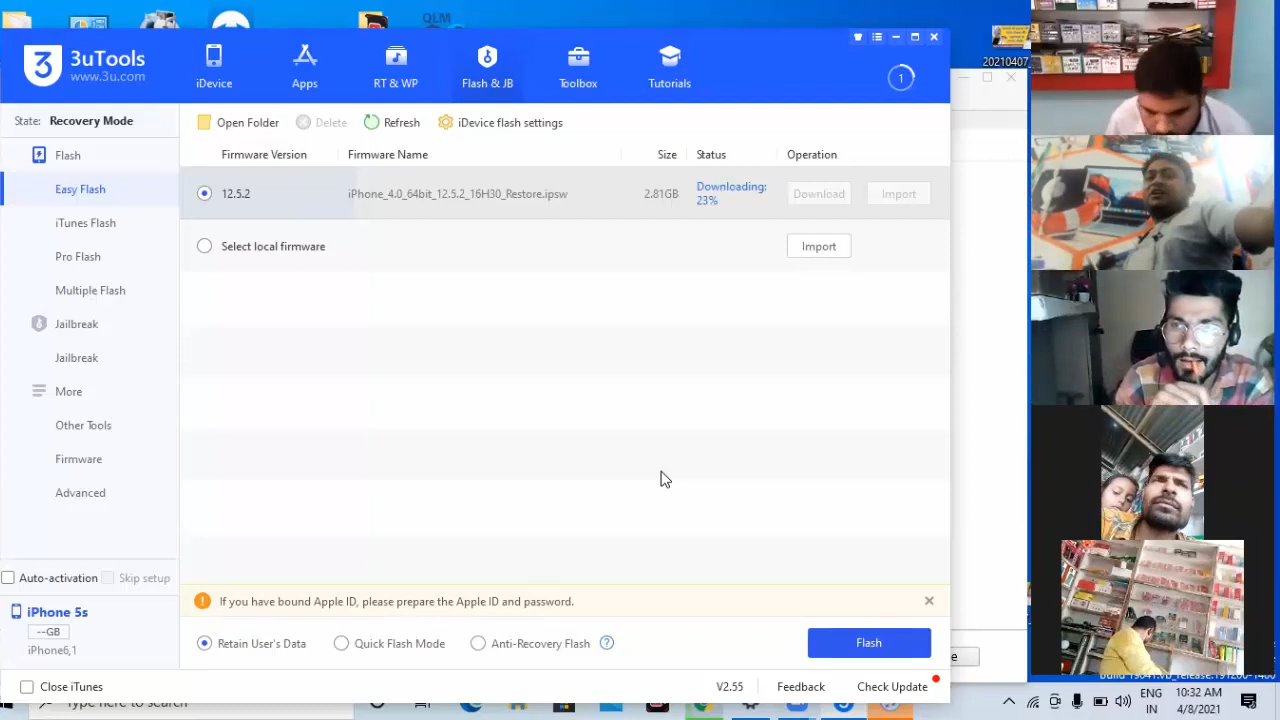 QLM
3
3uTools
www.3u.com
iDevice
Apps
RT & WP
Flash & JB
Toolbox
Tutorials
1
20210407
State: Recovery Mode
Open Folder
Delete
Refresh
iDevice flash settings
Flash
Firmware Version
Firmware Name
Size
Status
Operation
Easy Flash
12.5.2
iPhone_4.0_64bit_12.5.2_16H30_Restore.ipsw
2.81GB
Downloading:
23%
Download
Import
iTunes Flash
Select local firmware
Import
Pro Flash
Multiple Flash
Jailbreak
Jailbreak
More
Other Tools
Firmware
Advanced
Auto-activation
Skip setup
iPhone 5s
--GB
iPhone6,1
If you have bound Apple ID, please prepare the Apple ID and password.
Retain User's Data
Quick Flash Mode
Anti-Recovery Flash
?
Flash
Close iTunes
V2.55
Feedback
Check Update
Type here to search
ENG
IN
10:32 AM
4/8/2021